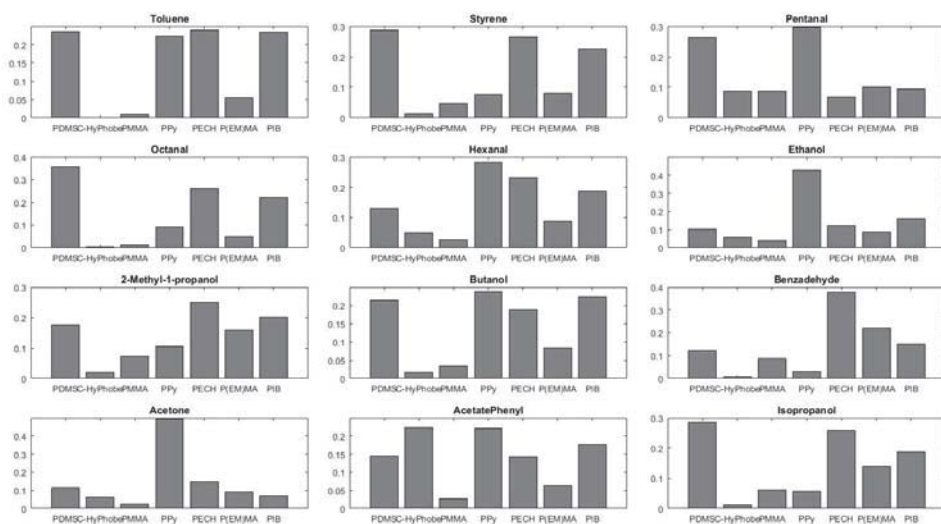 Toluene
0.2
0.15
0.1
0.05
0
PDMSC-HyPhobePMMA PPy PECH P(EM)MA PIB
Styrene
0.3
0.2
0.1
0
PDMSC-HyPhobePMMA PPy PECH P(EM)MA PIB
Pentanal
0.3
0.2
0.1
0
PDMSC-HyPhobePMMA PPy PECH P(EM)MA PIB
Octanal
0.4
0.3
0.2
0.1
0
PDMSC-HyPhobePMMA PPy PECH P(EM)MA PIB
Hexanal
0.3
0.2
0.1
0
PDMSC-HyPhobePMMA PPy PECH P(EM)MA PIB
Ethanol
0.4
0.3
0.2
0.1
0
PDMSC-HyPhobePMMA PPy PECH P(EM)MA PIB
2-Methyl-1-propanol
0.3
0.2
0.1
0
PDMSC-HyPhobePMMA PPy PECH P(EM)MA PIB
Butanol
0.2
0.15
0.1
0.05
0
PDMSC-HyPhobePMMA PPy PECH P(EM)MA PIB
Benzadehyde
0.3
0.2
0.1
0
PDMSC-HyPhobePMMA PPy PECH P(EM)MA PIB
Acetone
0.4
0.3
0.2
0.1
0
PDMSC-HyPhobePMMA PPy PECH P(EM)MA PIB
AcetatePhenyl
0.2
0.15
0.1
0.05
0
PDMSC-HyPhobePMMA PPy PECH P(EM)MA PIB
Isopropanol
0.3
0.2
0.1
0
PDMSC-HyPhobePMMA PPy PECH P(EM)MA PIB